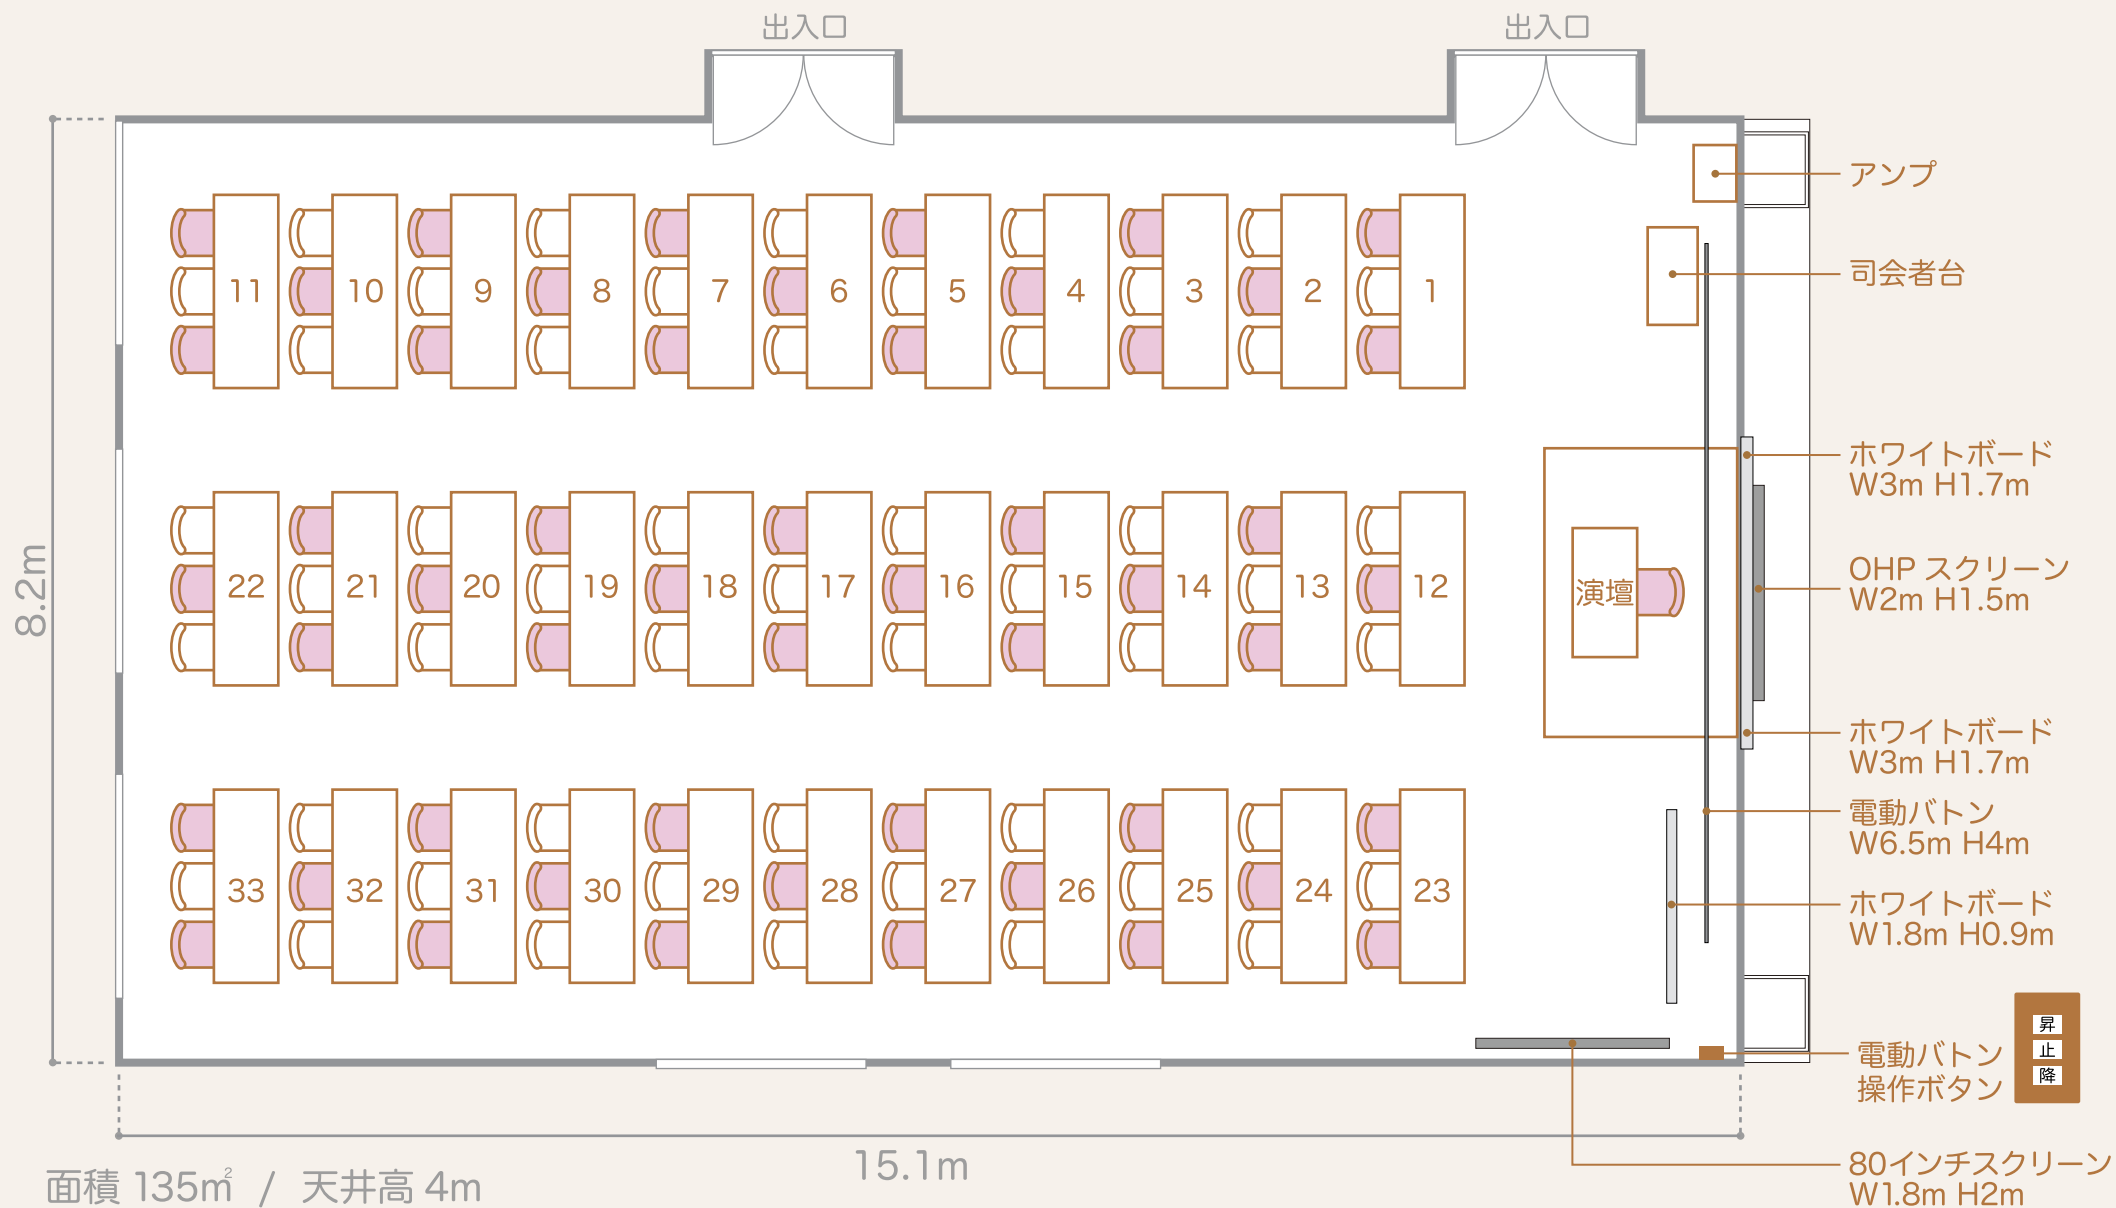 出入口
出入口
アンプ
司会者台
11
10
9
8
7
6
5
4
3
2
1
ホワイトボード
W3m H1.7m
OHP スクリーン
W2m H1.5m
22
21
20
19
18
17
16
15
14
13
12
演壇
8.2m
ホワイトボード
W3m H1.7m
電動バトン
W6.5m H4m
ホワイトボード
W1.8m H0.9m
33
32
31
30
29
28
27
26
25
24
23
電動バトン
操作ボタン
昇
止
降
15.1m
80インチスクリーン
W1.8m H2m
面積 135m² / 天井高 4m